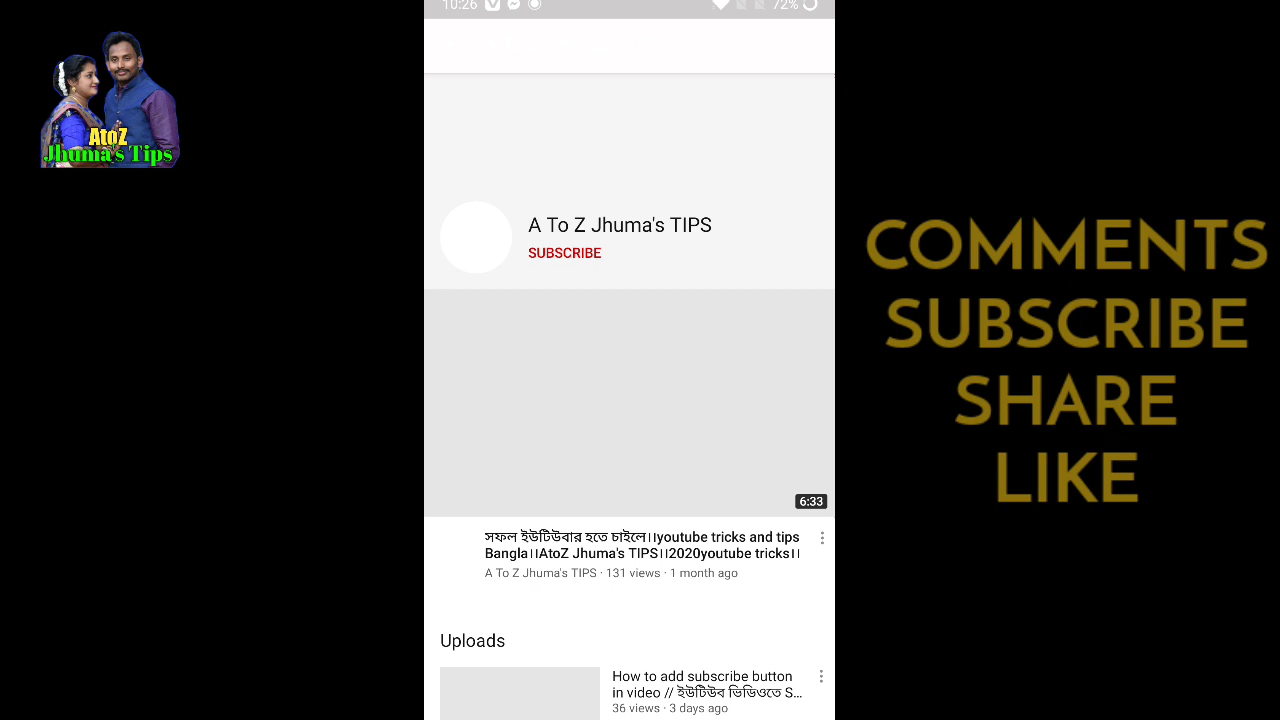 10:26
72%
AtoZ
Jhuma's Tips
A To Z Jhuma's TIPS
SUBSCRIBE
COMMENTS
SUBSCRIBE
SHARE
LIKE
6:33
সফল ইউটিউবার হতে চাইলে।।youtube tricks and tips
Bangla।।AtoZ Jhuma's TIPS।।2020youtube tricks।।
A To Z Jhuma's TIPS · 131 views · 1 month ago
Uploads
How to add subscribe button
in video // ইউটিউব ভিডিওতে S...
36 views · 3 days ago